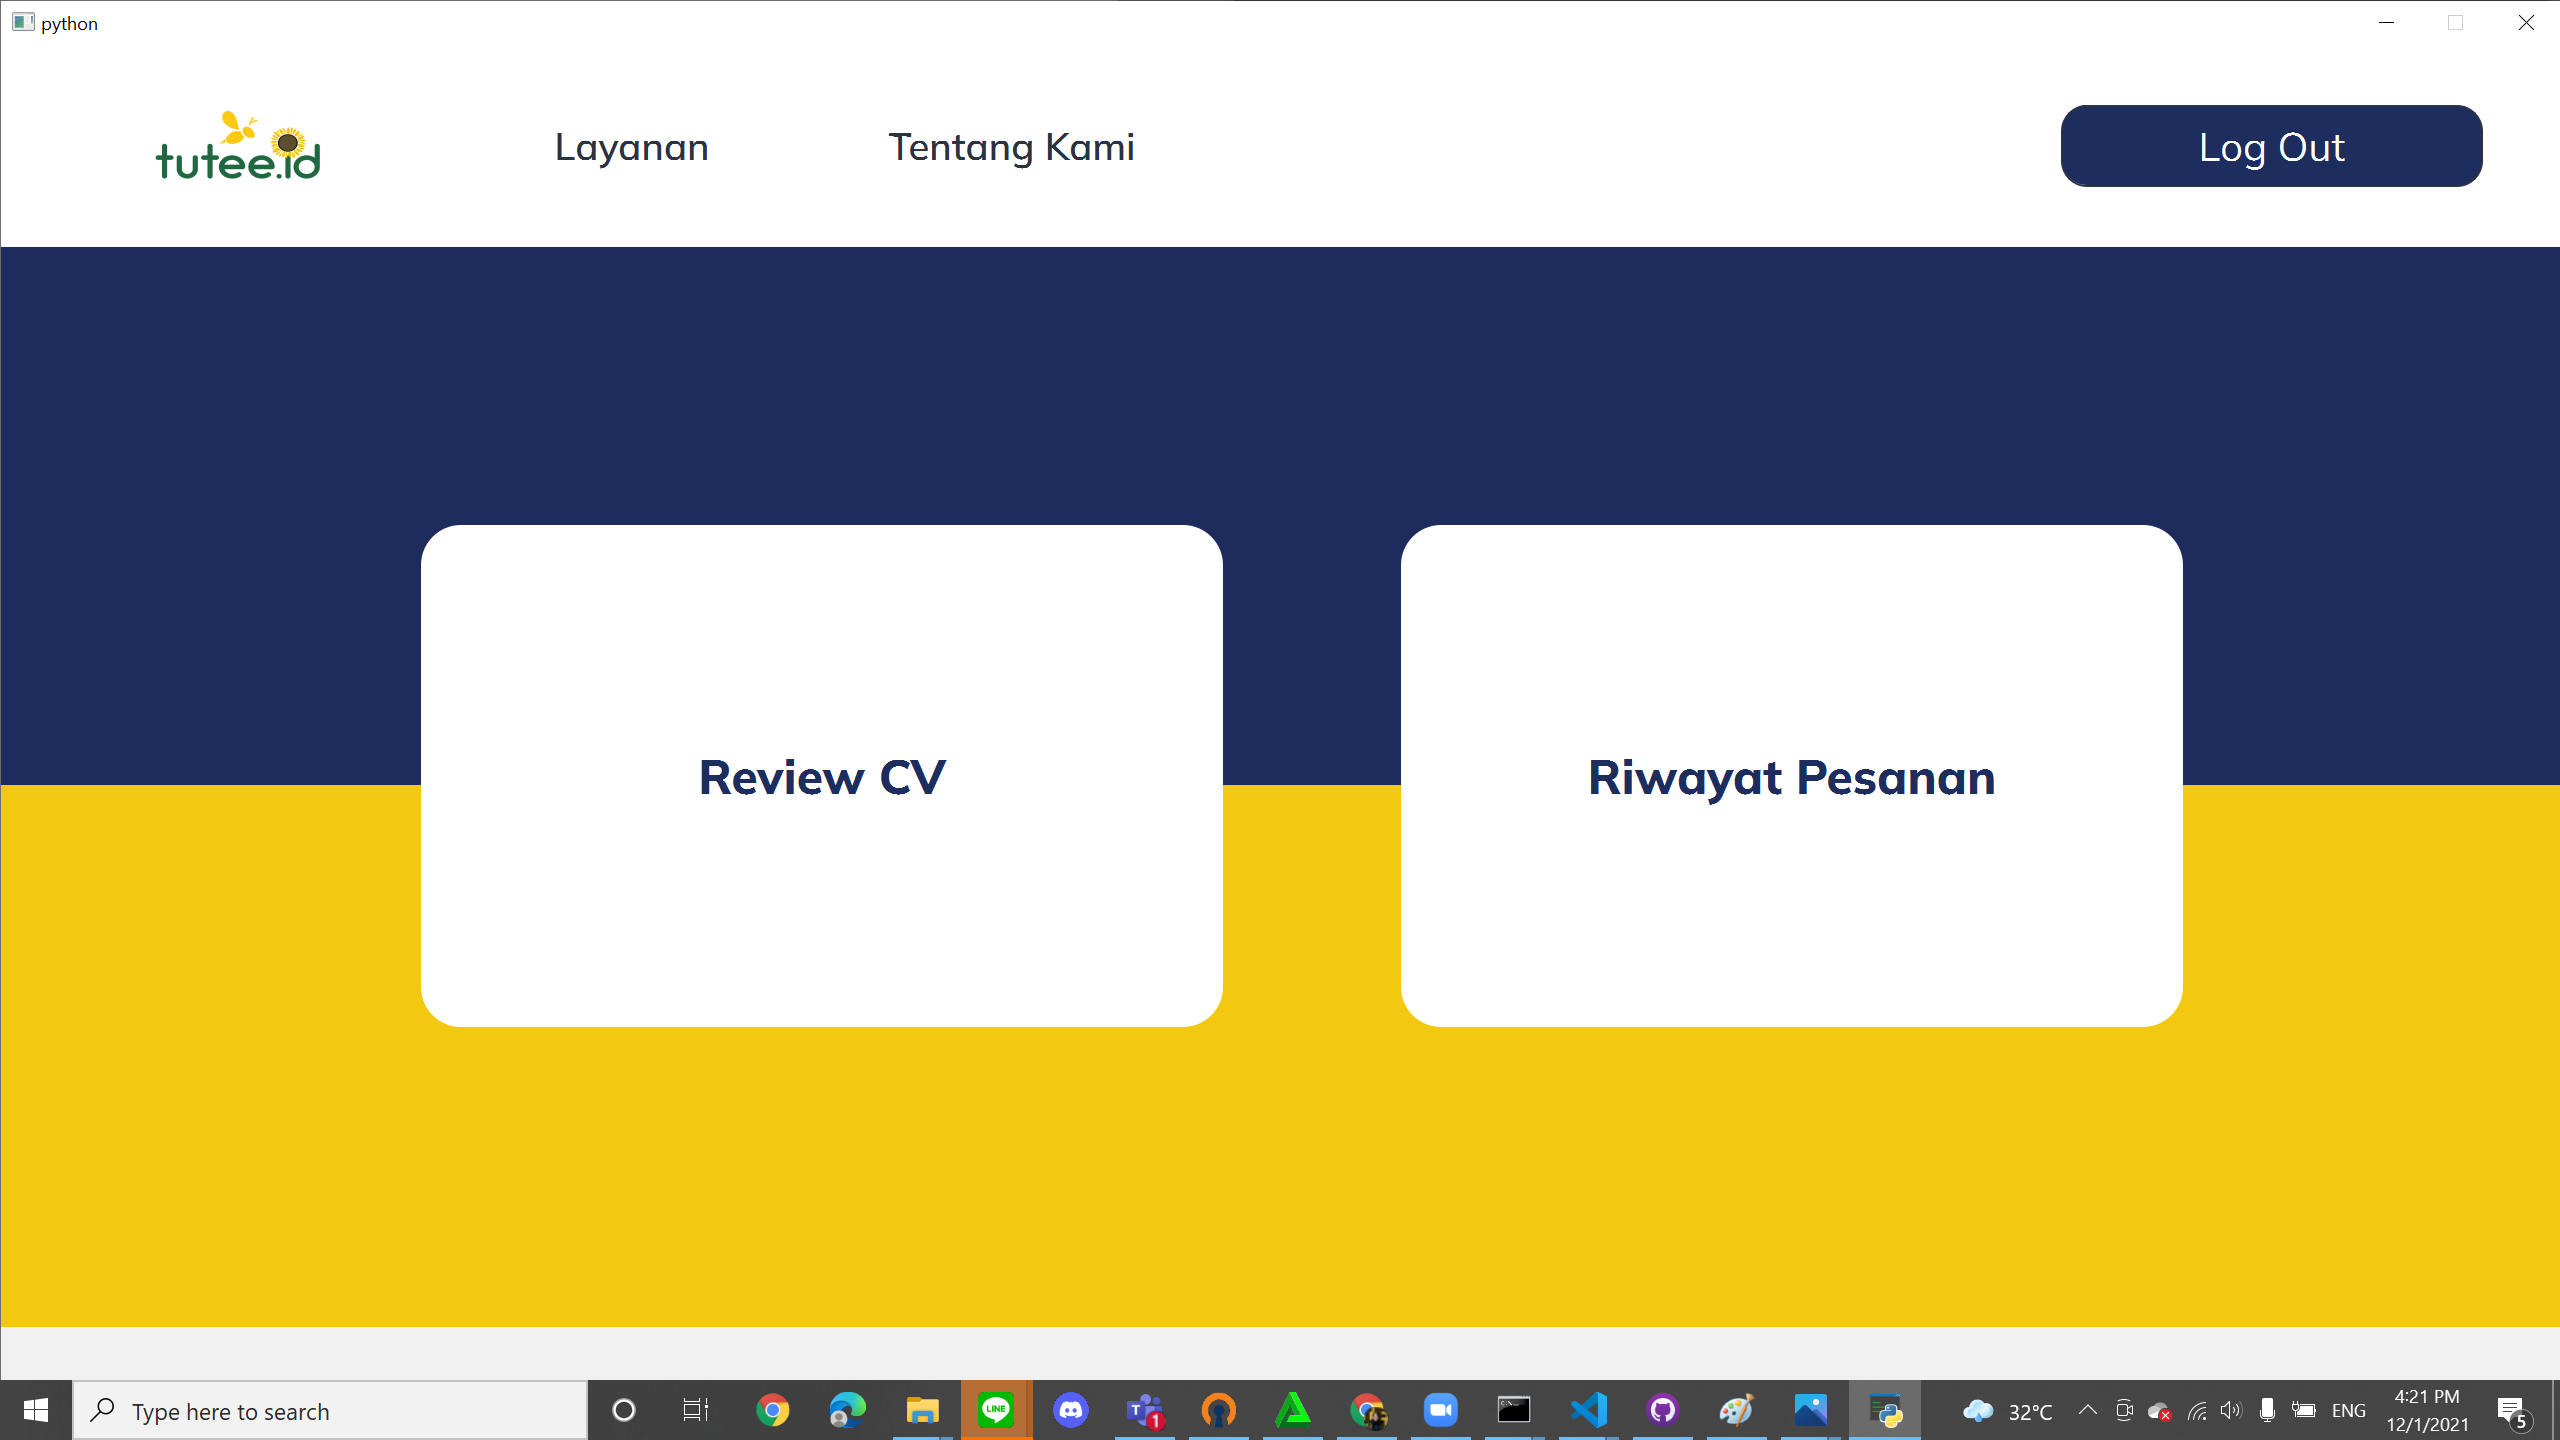 python
tutee.id
Layanan
Tentang Kami
Log Out
Review CV
Riwayat Pesanan
Type here to search
LINE
T
1
32°C
ENG
4:21 PM
12/1/2021
5